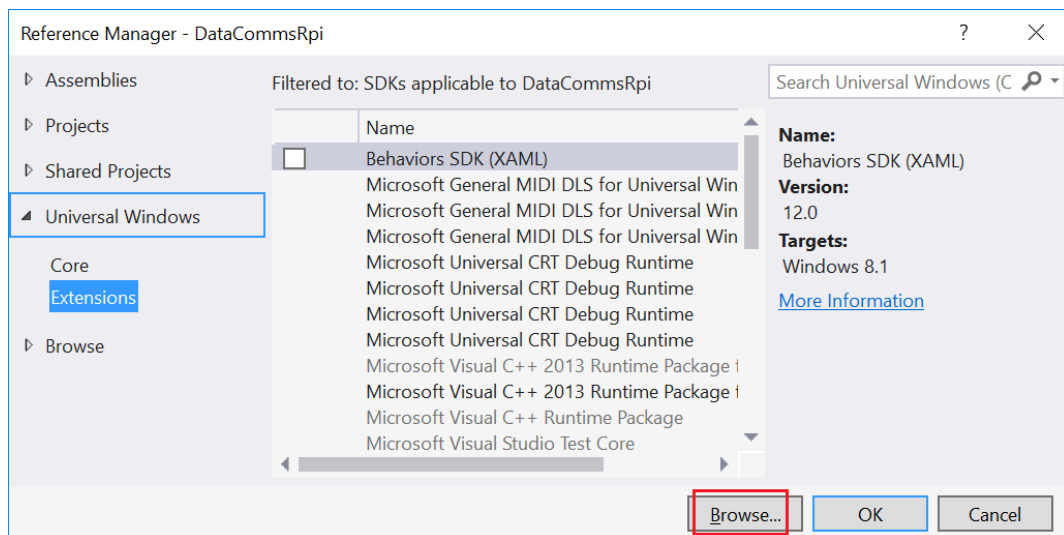 Reference Manager - DataCommsRpi
?
Assemblies
Projects
Shared Projects
Universal Windows
Core
Extensions
Browse
Filtered to: SDKs applicable to DataCommsRpi
Name
Behaviors SDK (XAML)
Microsoft General MIDI DLS for Universal Win
Microsoft General MIDI DLS for Universal Win
Microsoft General MIDI DLS for Universal Win
Microsoft Universal CRT Debug Runtime
Microsoft Universal CRT Debug Runtime
Microsoft Universal CRT Debug Runtime
Microsoft Universal CRT Debug Runtime
Microsoft Visual C++ 2013 Runtime Package f
Microsoft Visual C++ 2013 Runtime Package f
Microsoft Visual C++ Runtime Package
Microsoft Visual Studio Test Core
Search Universal Windows (C
Name:
Behaviors SDK (XAML)
Version:
12.0
Targets:
Windows 8.1
More Information
Browse...
OK
Cancel